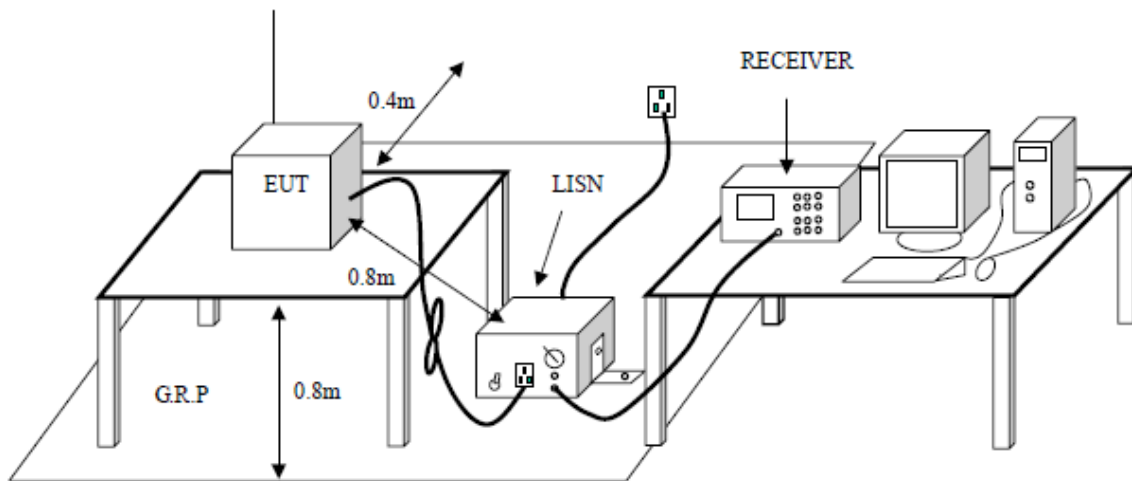 RECEIVER
0.4m
EUT
LISN
0.8m
G.R.P
0.8m